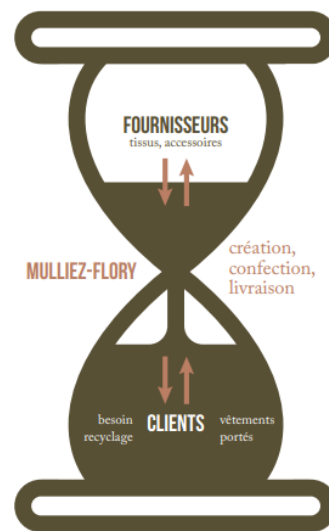 FOURNISSEURS
tissus, accessoires
MULLIEZ-FLORY
création,
confection,
livraison
besoin
recyclage
CLIENTS
vêtements
portés